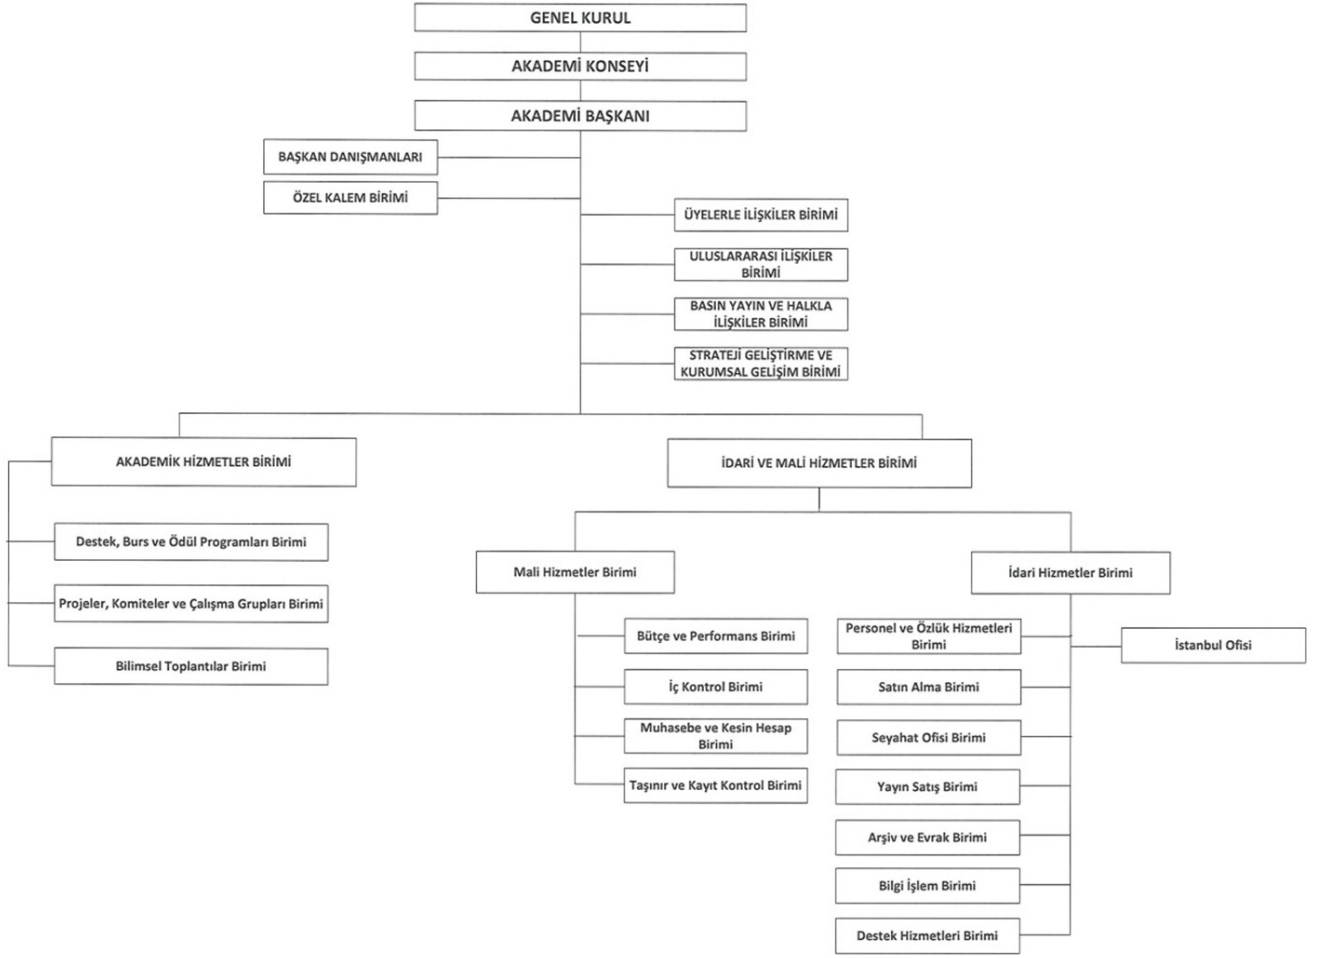 GENEL KURUL
AKADEMİ KONSEYİ
AKADEMİ BAŞKANI
BAŞKAN DANIŞMANLARI
ÖZEL KALEM BİRİMİ
ÜYELERLE İLİŞKİLER BİRİMİ
ULUSLARARASI İLİŞKİLER
BİRİMİ
BASIN YAYIN VE HALKLA
İLİŞKİLER BİRİMİ
STRATEJİ GELİŞTİRME VE
KURUMSAL GELİŞİM BİRİMİ
AKADEMİK HİZMETLER BİRİMİ
Destek, Burs ve Ödül Programları Birimi
Projeler, Komiteler ve Çalışma Grupları Birimi
Bilimsel Toplantılar Birimi
İDARİ VE MALİ HİZMETLER BİRİMİ
Mali Hizmetler Birimi
Bütçe ve Performans Birimi
İç Kontrol Birimi
Muhasebe ve Kesin Hesap
Birimi
Taşınır ve Kayıt Kontrol Birimi
İdari Hizmetler Birimi
Personel ve Özlük Hizmetleri
Birimi
Satın Alma Birimi
Seyahat Ofisi Birimi
Yayın Satış Birimi
Arşiv ve Evrak Birimi
Bilgi İşlem Birimi
Destek Hizmetleri Birimi
İstanbul Ofisi